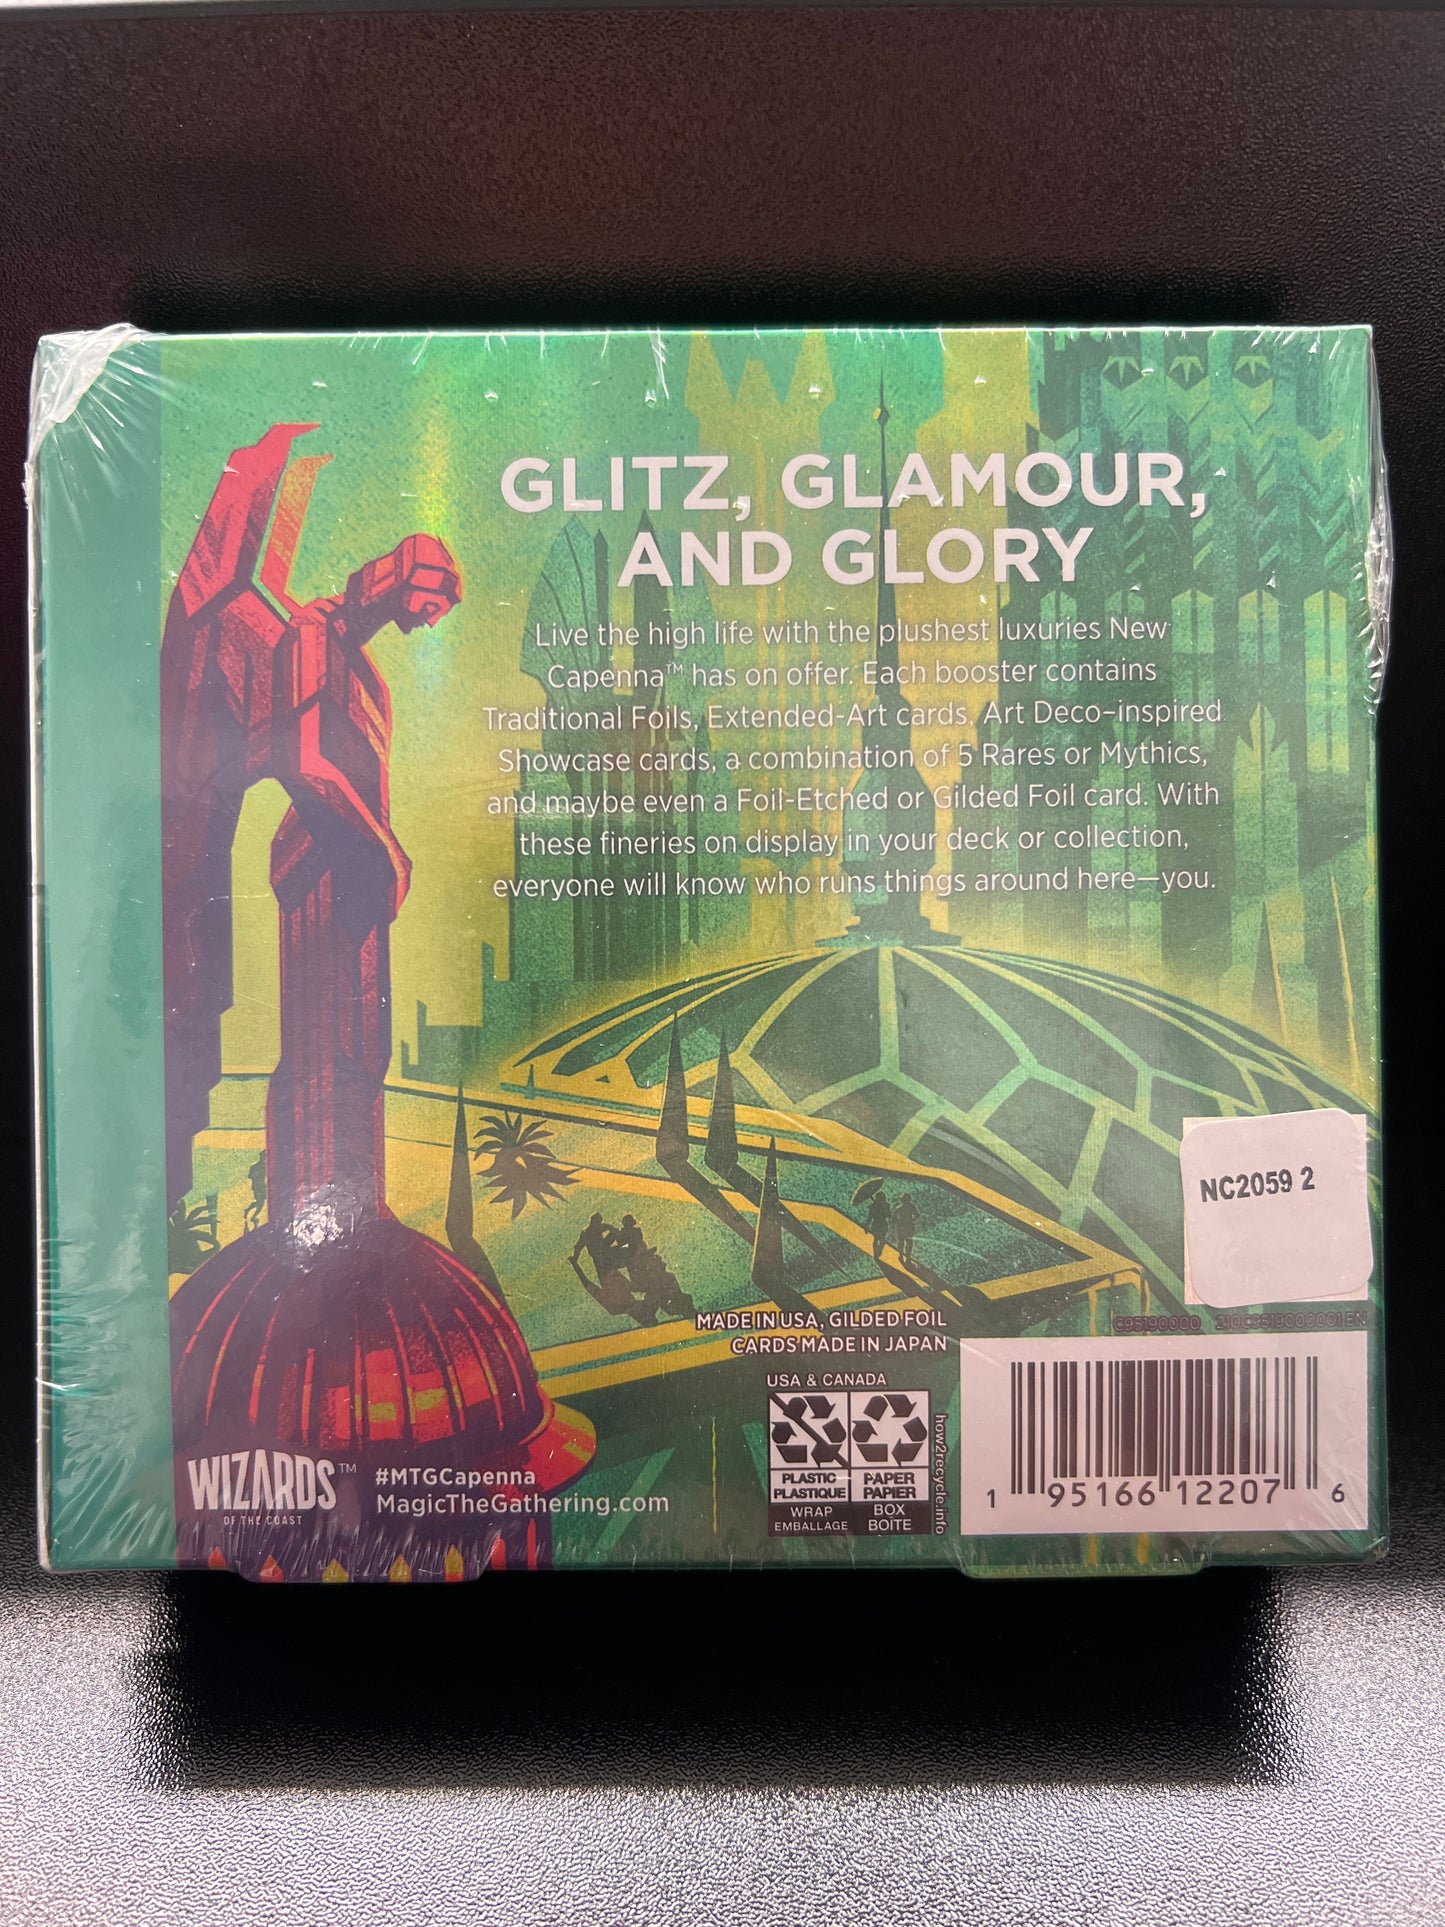 GLITZ, GLAMOUR,
AND GLORY
Live the high life with the plushest luxuries New
Capenna™ has on offer. Each booster contains
Traditional Foils, Extended-Art cards, Art Deco–inspired
Showcase cards, a combination of 5 Rares or Mythics,
and maybe even a Foil-Etched or Gilded Foil card. With
these fineries on display in your deck or collection,
everyone will know who runs things around here—you.
NC2059 2
MADE IN USA, GILDED FOIL
CARDS MADE IN JAPAN
C95190000
USA & CANADA
PLASTIC
PLASTIQUE
WRAP
EMBALLAGE
PAPER
PAPIER
BOX
BOÎTE
how2recycle.info
WIZARDS™
OF THE COAST
#MTGCapenna
MagicTheGathering.com
1 95166 12207 6